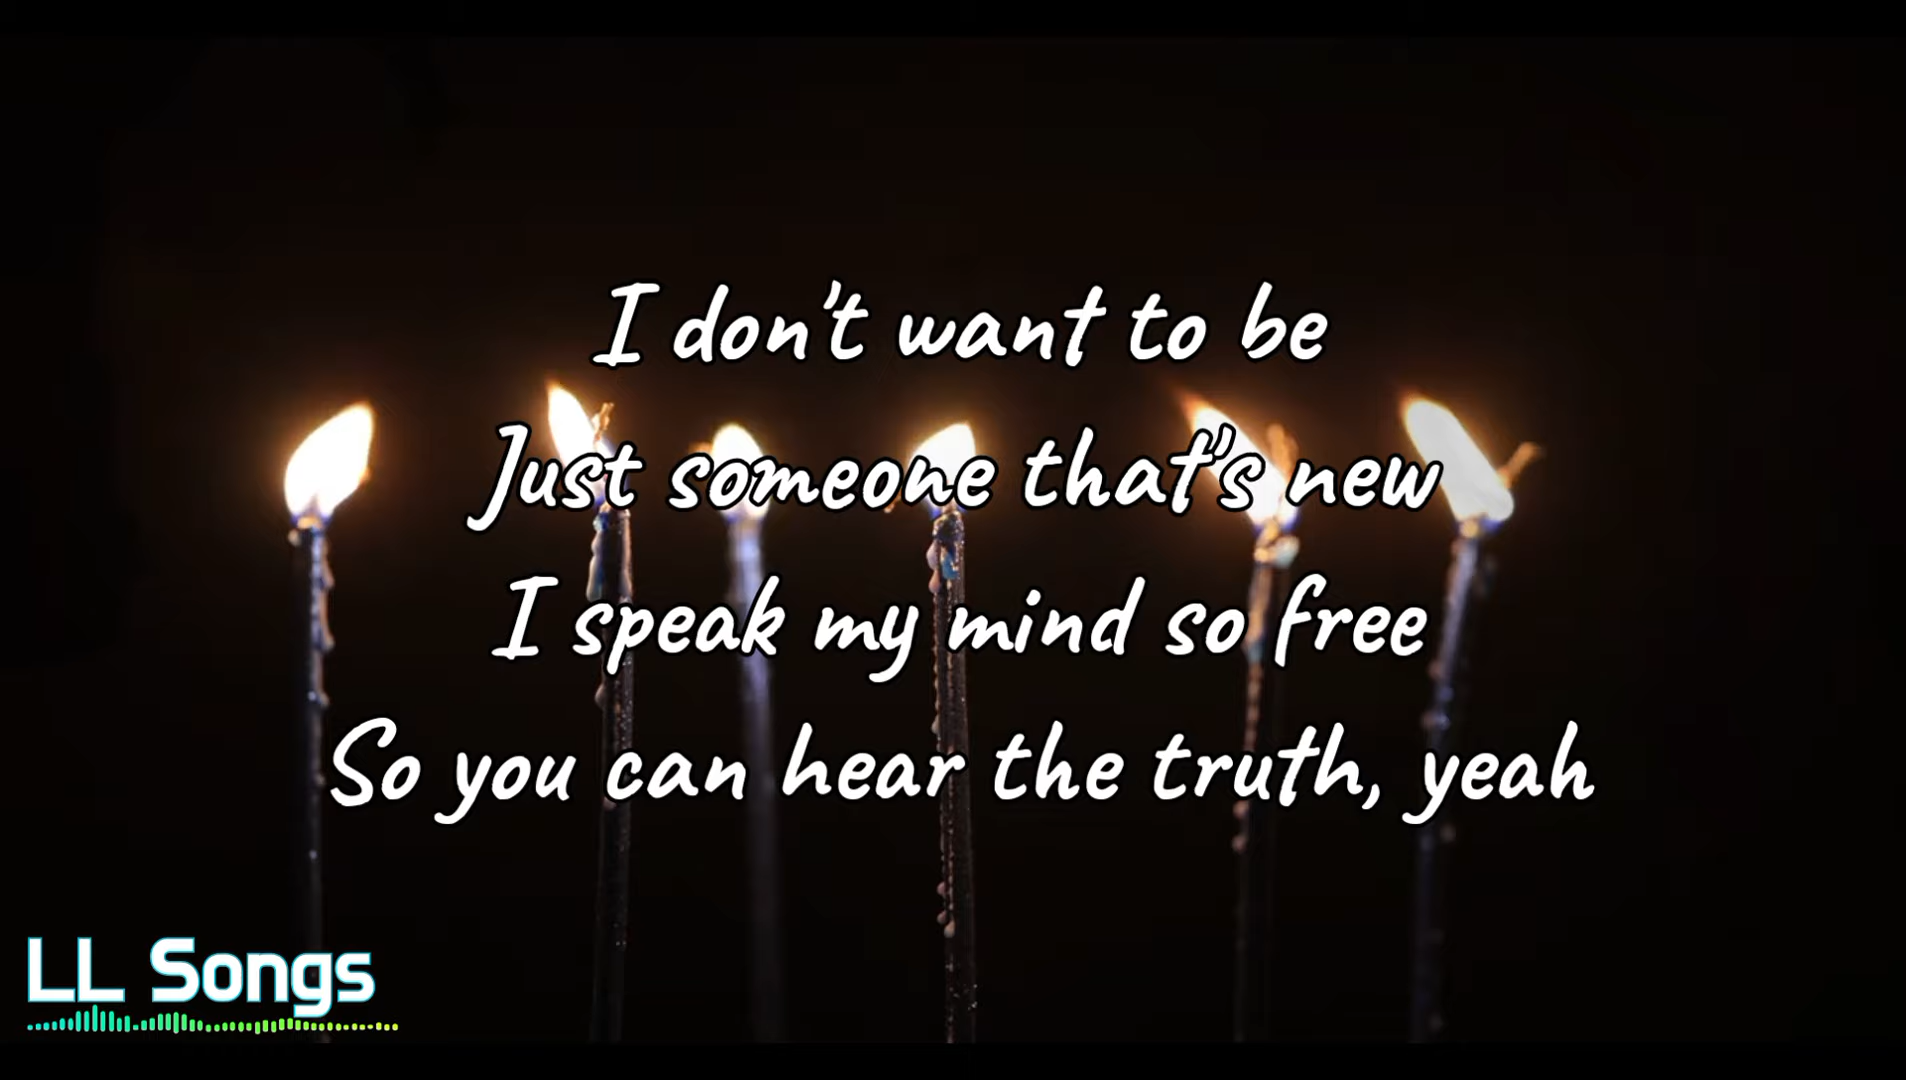 I don't want to be
Just someone that's new
I speak my mind so free
So you can hear the truth, yeah
LL Songs